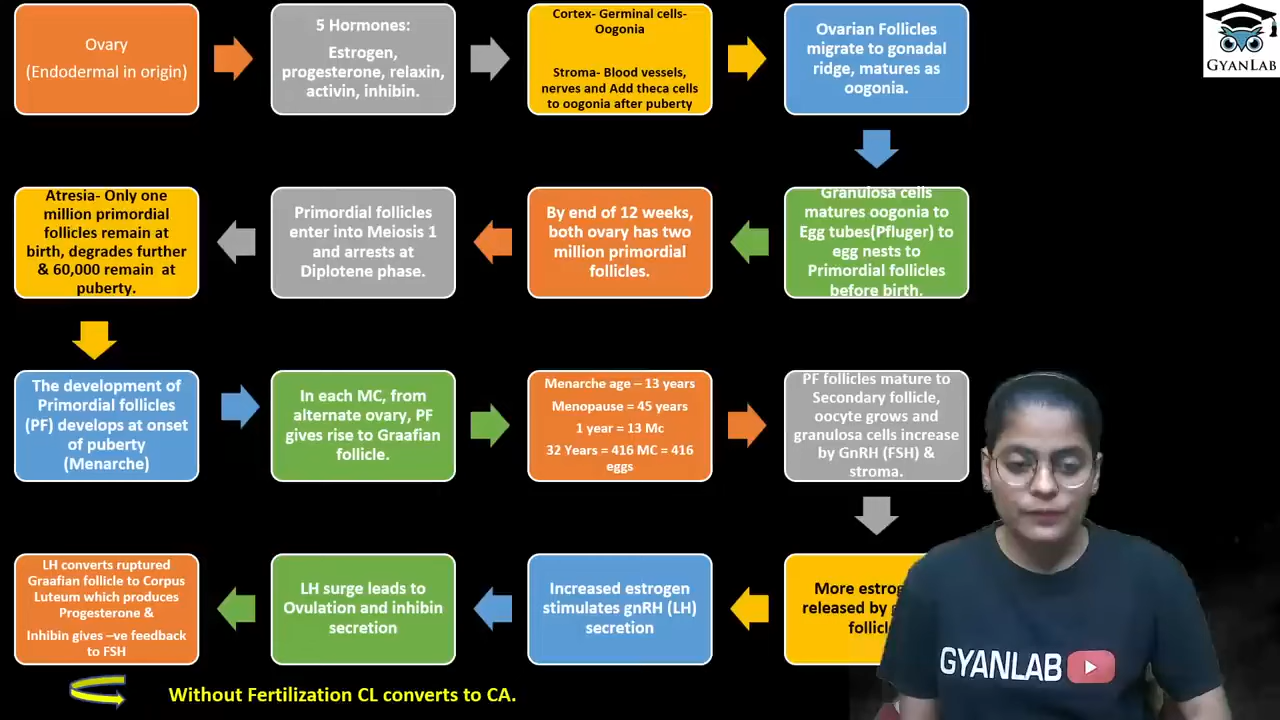 Ovary
(Endodermal in origin)
5 Hormones:
Estrogen,
progesterone, relaxin,
activin, inhibin.
Cortex- Germinal cells-
Oogonia
Stroma- Blood vessels,
nerves and Add theca cells
to oogonia after puberty
Ovarian Follicles
migrate to gonadal
ridge, matures as
oogonia.
GYANLAB
Granulosa cells
matures oogonia to
Egg tubes(Pfluger) to
egg nests to
Primordial follicles
before birth.
By end of 12 weeks,
both ovary has two
million primordial
follicles.
Primordial follicles
enter into Meiosis 1
and arrests at
Diplotene phase.
Atresia- Only one
million primordial
follicles remain at
birth, degrades further
& 60,000 remain at
puberty.
The development of
Primordial follicles
(PF) develops at onset
of puberty
(Menarche)
In each MC, from
alternate ovary, PF
gives rise to Graafian
follicle.
Menarche age – 13 years
Menopause = 45 years
1 year = 13 Mc
32 Years = 416 MC = 416
eggs
PF follicles mature to
Secondary follicle,
oocyte grows and
granulosa cells increase
by GnRH (FSH) &
stroma.
More
released by
Increased estrogen
stimulates gnRH (LH)
secretion
LH surge leads to
Ovulation and inhibin
secretion
LH converts ruptured
Graafian follicle to Corpus
Luteum which produces
Progesterone &
Inhibin gives –ve feedback
to FSH
Without Fertilization CL converts to CA.
GYANLAB